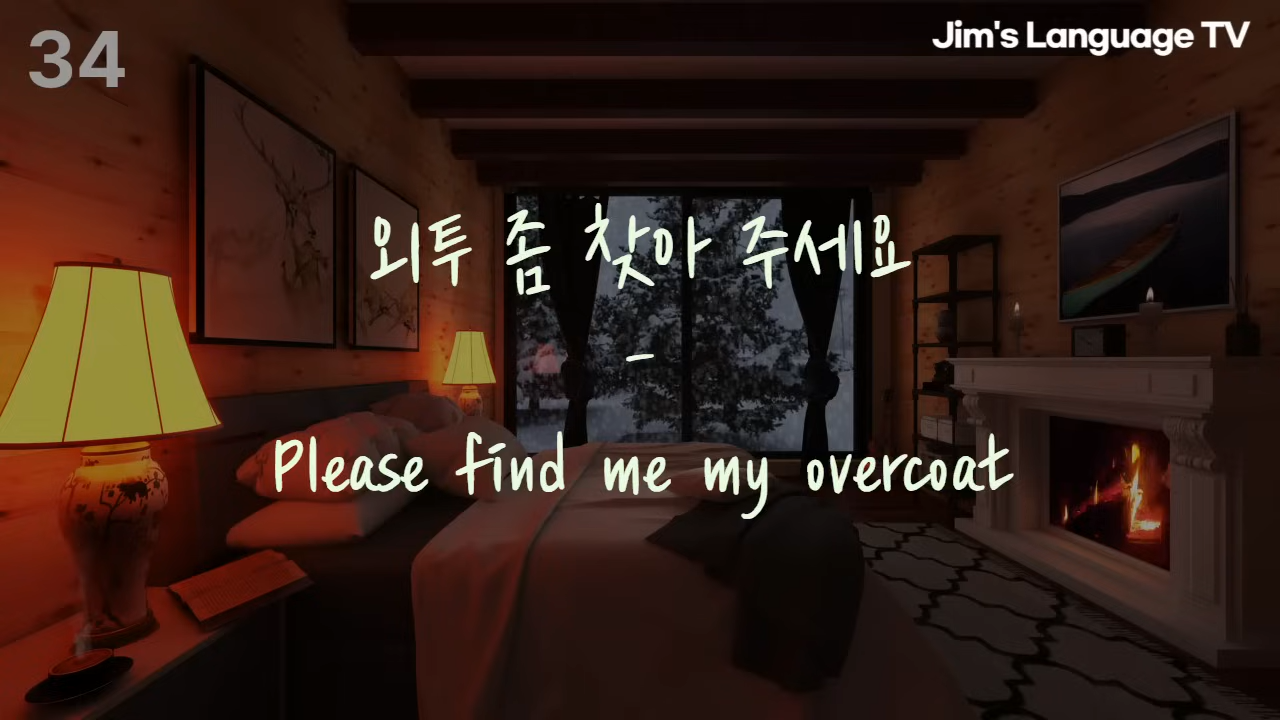 34
Jim's Language TV
외투 좀 찾아 주세요
–
Please find me my overcoat